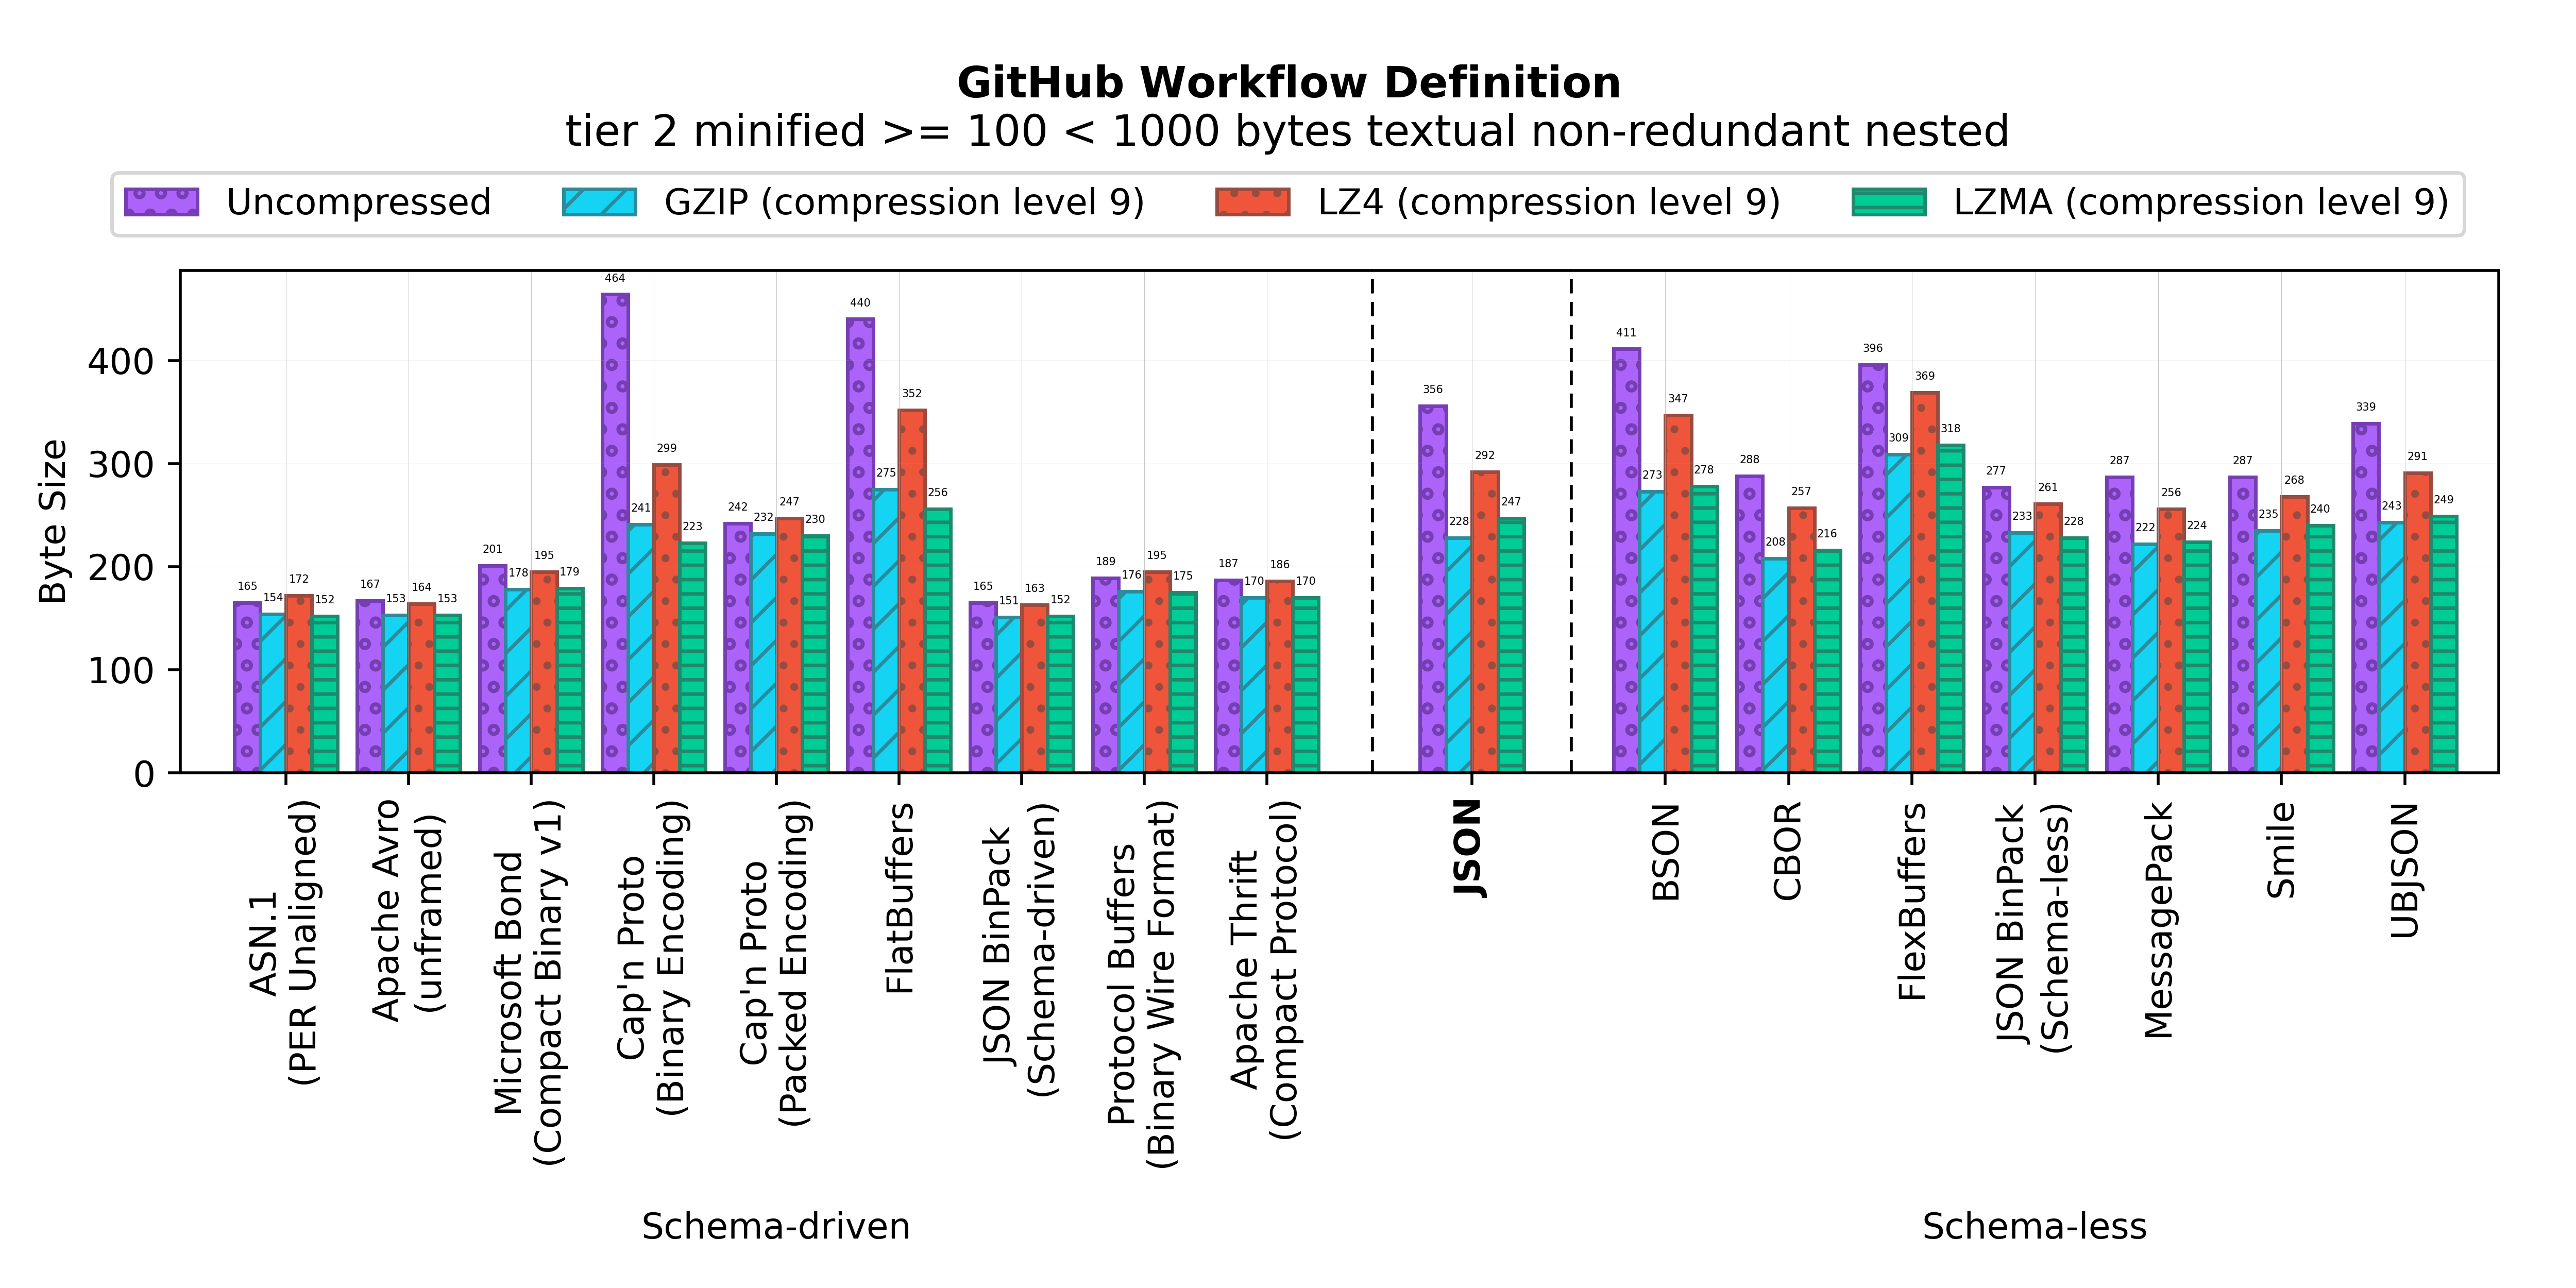 GitHub Workflow Definition
tier 2 minified >= 100 < 1000 bytes textual non-redundant nested
Uncompressed
GZIP (compression level 9)
LZ4 (compression level 9)
LZMA (compression level 9)
Byte Size
400
300
200
100
0
165 154 172 152
167 153 164 153
201 178 195 179
464 241 299 223
242 232 247 230
440 275 352 256
165 151 163 152
189 176 195 175
187 170 186 170
356 228 292 247
411 273 347 278
288 208 257 216
396 309 369 318
277 233 261 228
287 222 256 224
287 235 268 240
339 243 291 249
ASN.1
(PER Unaligned)
Apache Avro
(unframed)
Microsoft Bond
(Compact Binary v1)
Cap'n Proto
(Binary Encoding)
Cap'n Proto
(Packed Encoding)
FlatBuffers
JSON BinPack
(Schema-driven)
Protocol Buffers
(Binary Wire Format)
Apache Thrift
(Compact Protocol)
JSON
BSON
CBOR
FlexBuffers
JSON BinPack
(Schema-less)
MessagePack
Smile
UBJSON
Schema-driven
Schema-less